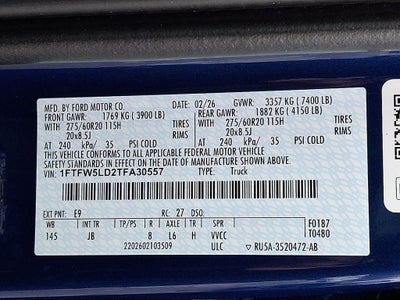 MFD. BY FORD MOTOR CO. 02/26 GVWR: 3357 KG ( 7400 LB)
FRONT GAWR: 1769 KG ( 3900 LB) REAR GAWR: 1882 KG ( 4150 LB)
WITH WITH
275/60R20 115H TIRES 275/60R20 115H TIRES
20x8.5J RIMS 20x8.5J RIMS
AT 240 kPa/ 35 PSI COLD AT 240 kPa/ 35 PSI COLD
THIS VEHICLE CONFORMS TO ALL APPLICABLE FEDERAL MOTOR VEHICLE
SAFETY STANDARDS IN EFFECT ON THE DATE OF MANUFACTURE SHOWN ABOVE.
VIN: 1FTFW5LD2TFA30557 TYPE: Truck
EXT PNT: E9 RC: 27 DSO:
WB INT TR TP/PS R AXLE TR SPR F0187
145 JB 8 L6 H VVCC T0480
2202602103509 ULC RU5A-3520472-AB